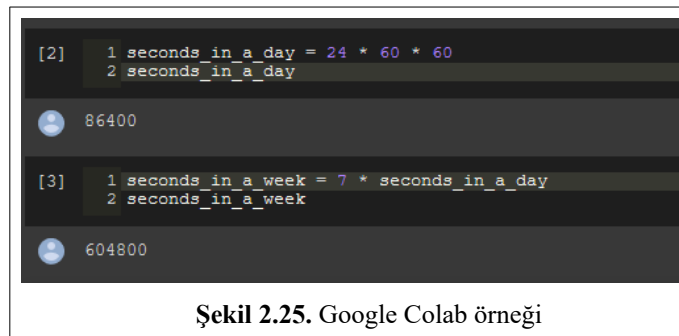 [2] 1 seconds_in_a_day = 24 * 60 * 60
2 seconds_in_a_day
86400
[3] 1 seconds_in_a_week = 7 * seconds_in_a_day
2 seconds_in_a_week
604800
Şekil 2.25. Google Colab örneği